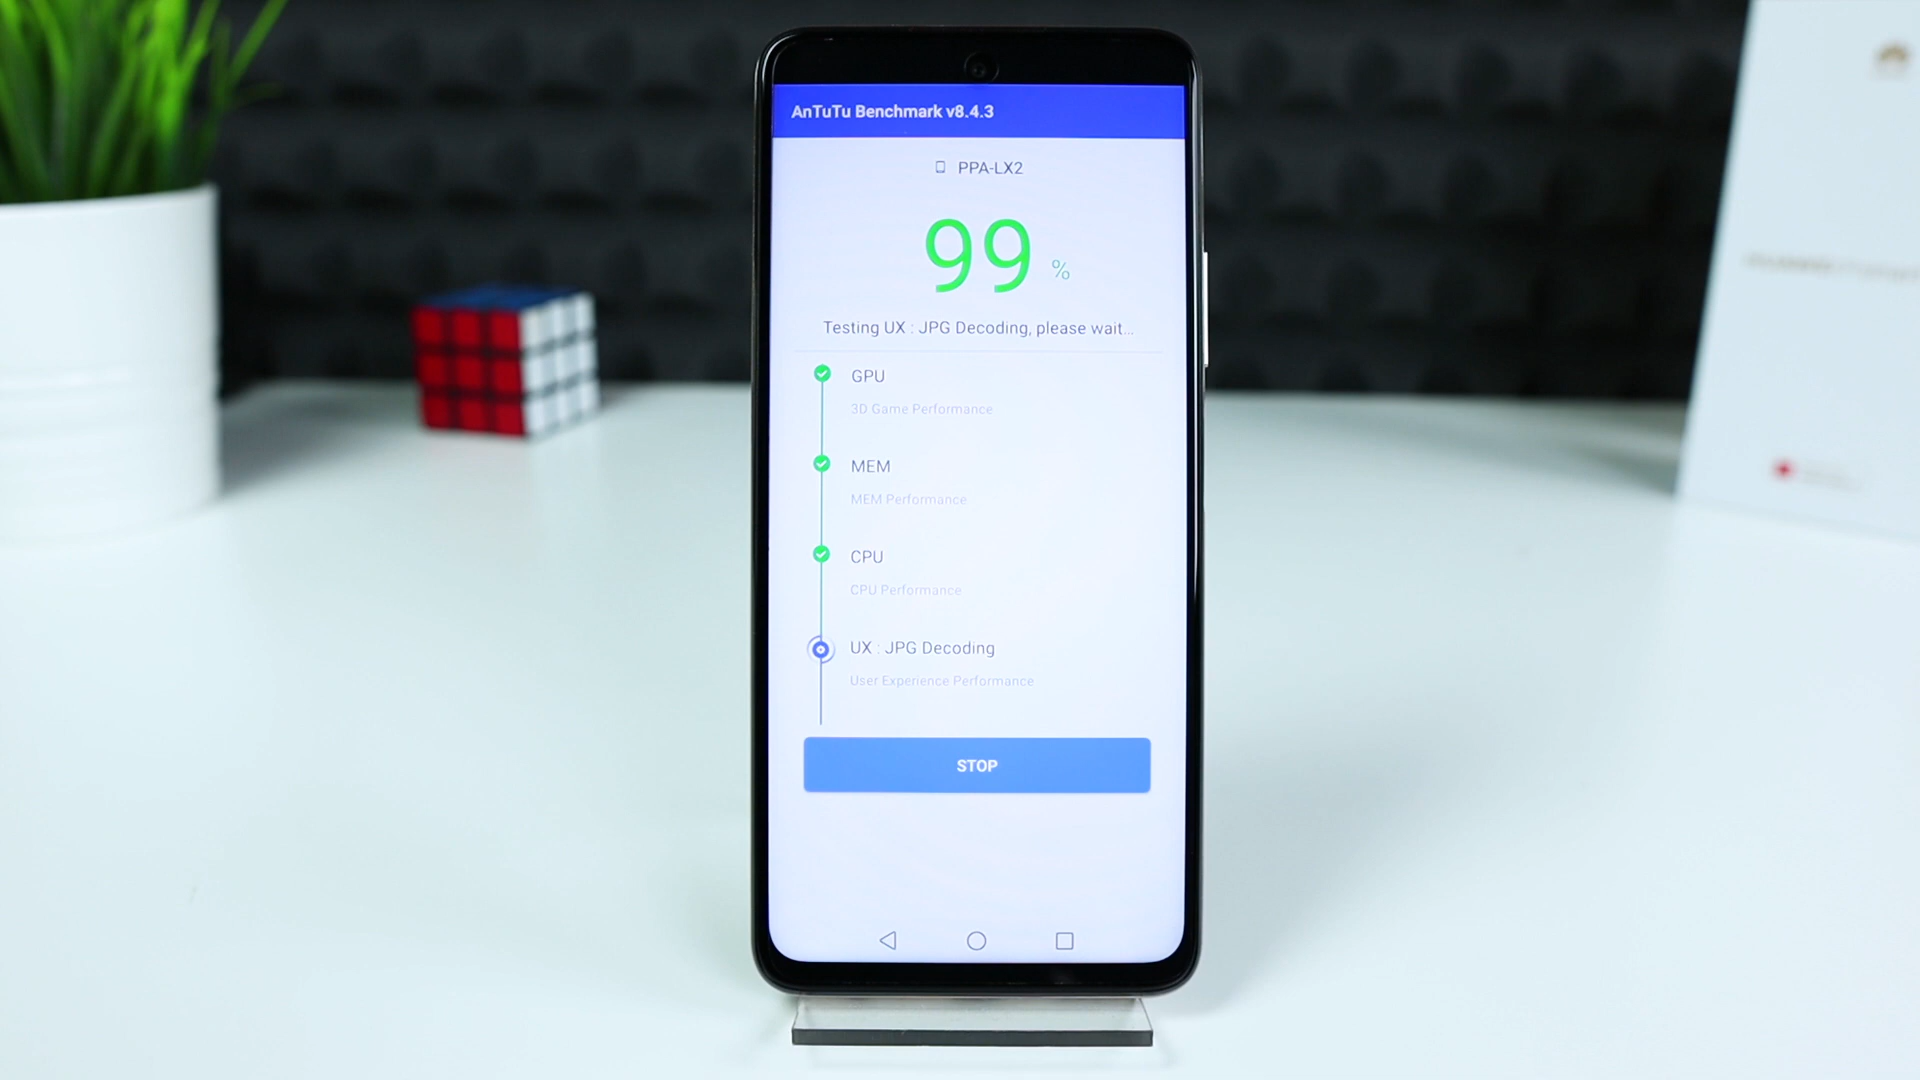 AnTuTu Benchmark v8.4.3
PPA-LX2
99 %
Testing UX : JPG Decoding, please wait...
GPU
3D Game Performance
MEM
MEM Performance
CPU
CPU Performance
UX : JPG Decoding
User Experience Performance
STOP